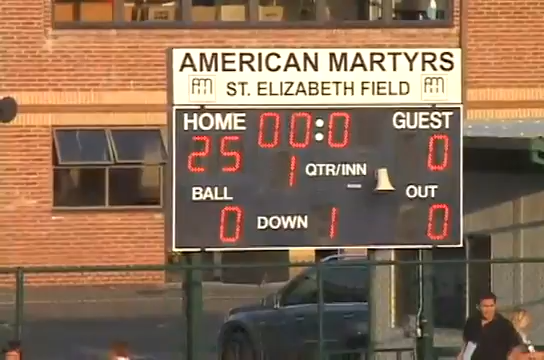 AMERICAN MARTYRS
ST. ELIZABETH FIELD
HOME 00:0 GUEST
25 1 QTR/INN 0
BALL OUT
0 DOWN 1 0